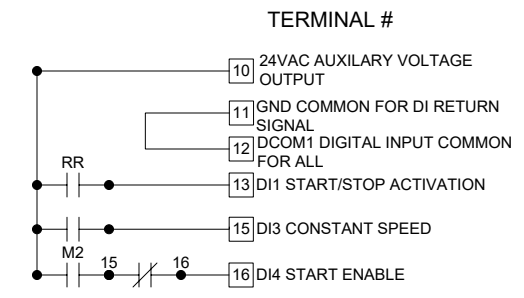 TERMINAL #
10 24VAC AUXILARY VOLTAGE
OUTPUT
11 GND COMMON FOR DI RETURN
SIGNAL
12 DCOM1 DIGITAL INPUT COMMON
FOR ALL
RR
13 DI1 START/STOP ACTIVATION
15 DI3 CONSTANT SPEED
M2
15 16
16 DI4 START ENABLE